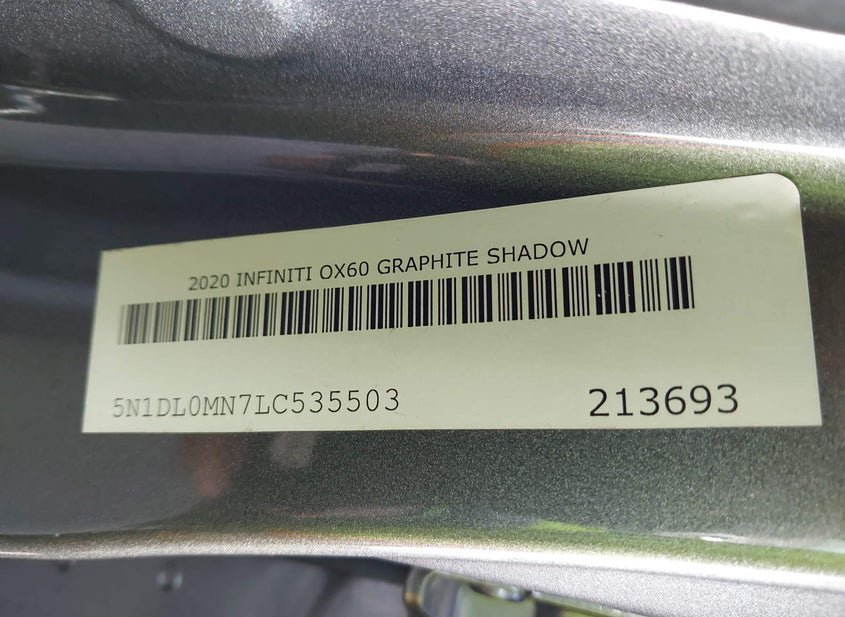 2020 INFINITI QX60 GRAPHITE SHADOW
5N1DL0MN7LC535503
213693